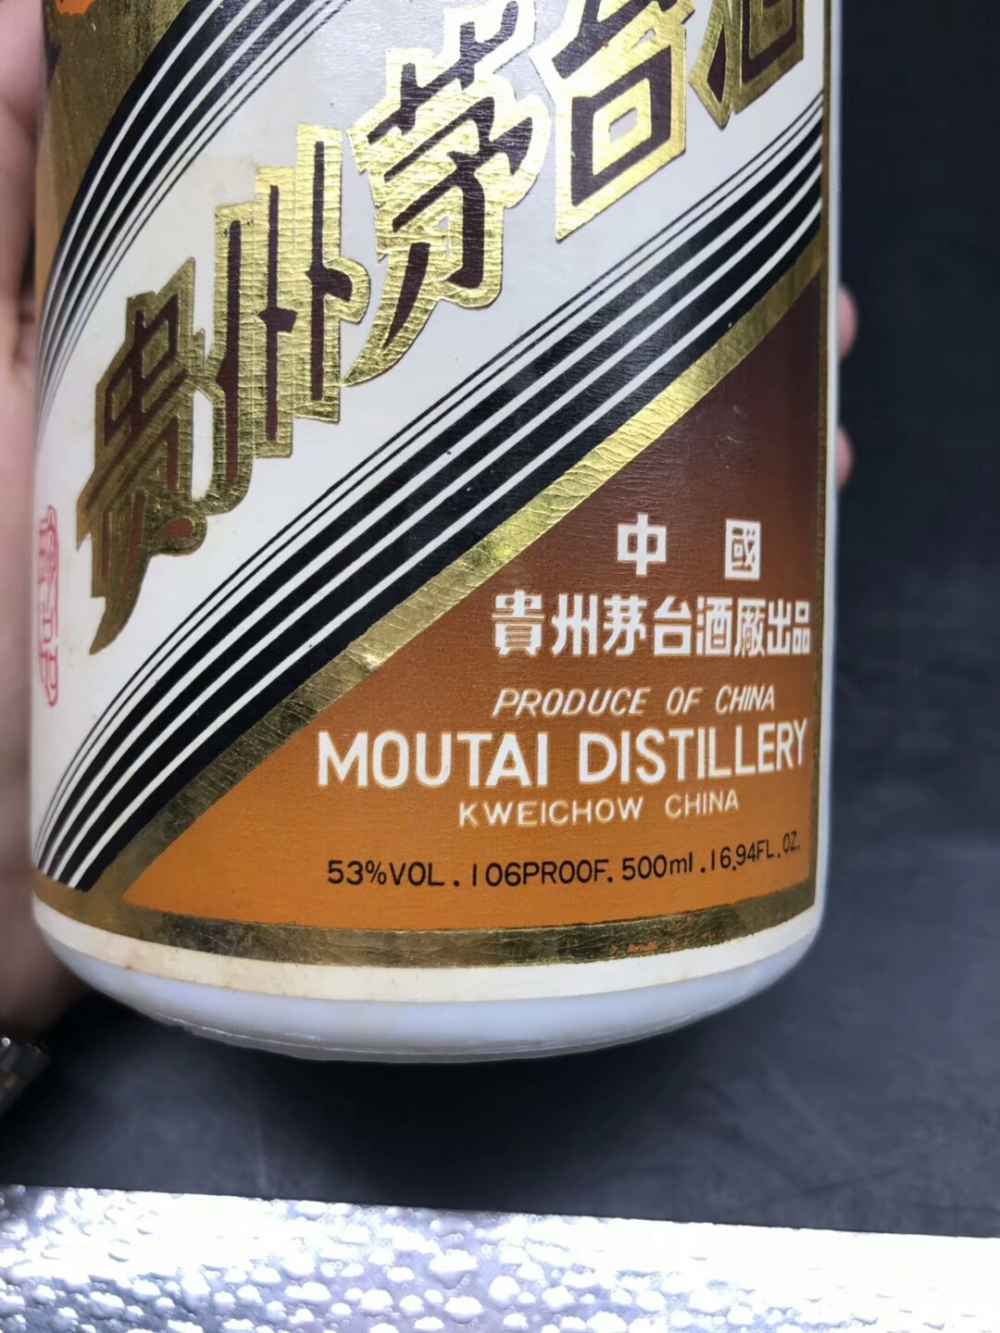 貴州茅台酒
中國
貴州茅台酒廠出品
PRODUCE OF CHINA
MOUTAI DISTILLERY
KWEICHOW CHINA
53%VOL. 106PROOF. 500ml. 16.94FL.OZ.